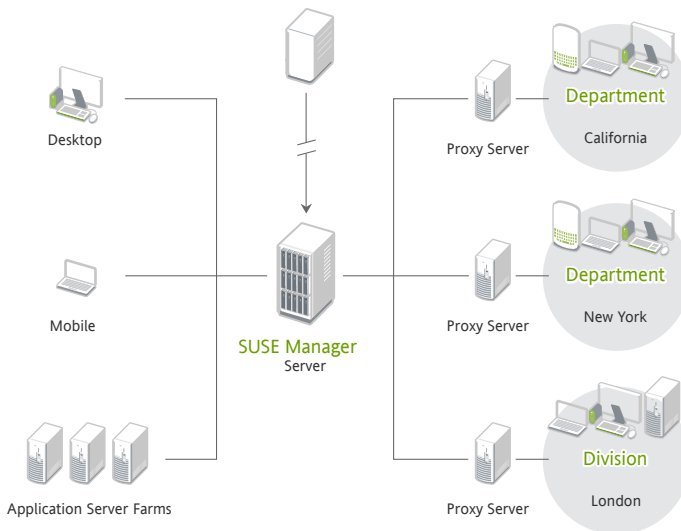 Desktop
Proxy Server
Department
California
Mobile
SUSE Manager
Server
Proxy Server
Department
New York
Application Server Farms
Proxy Server
Division
London